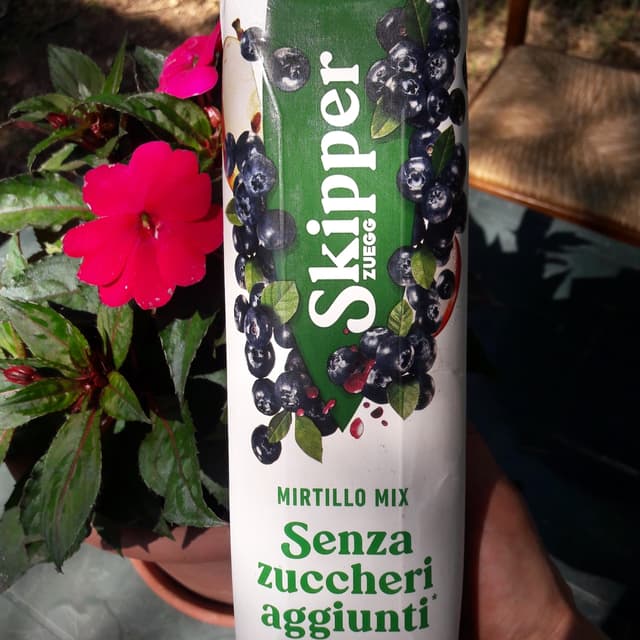 Skipper
ZUEGG
MIRTILLO MIX
Senza
zuccheri
aggiunti*